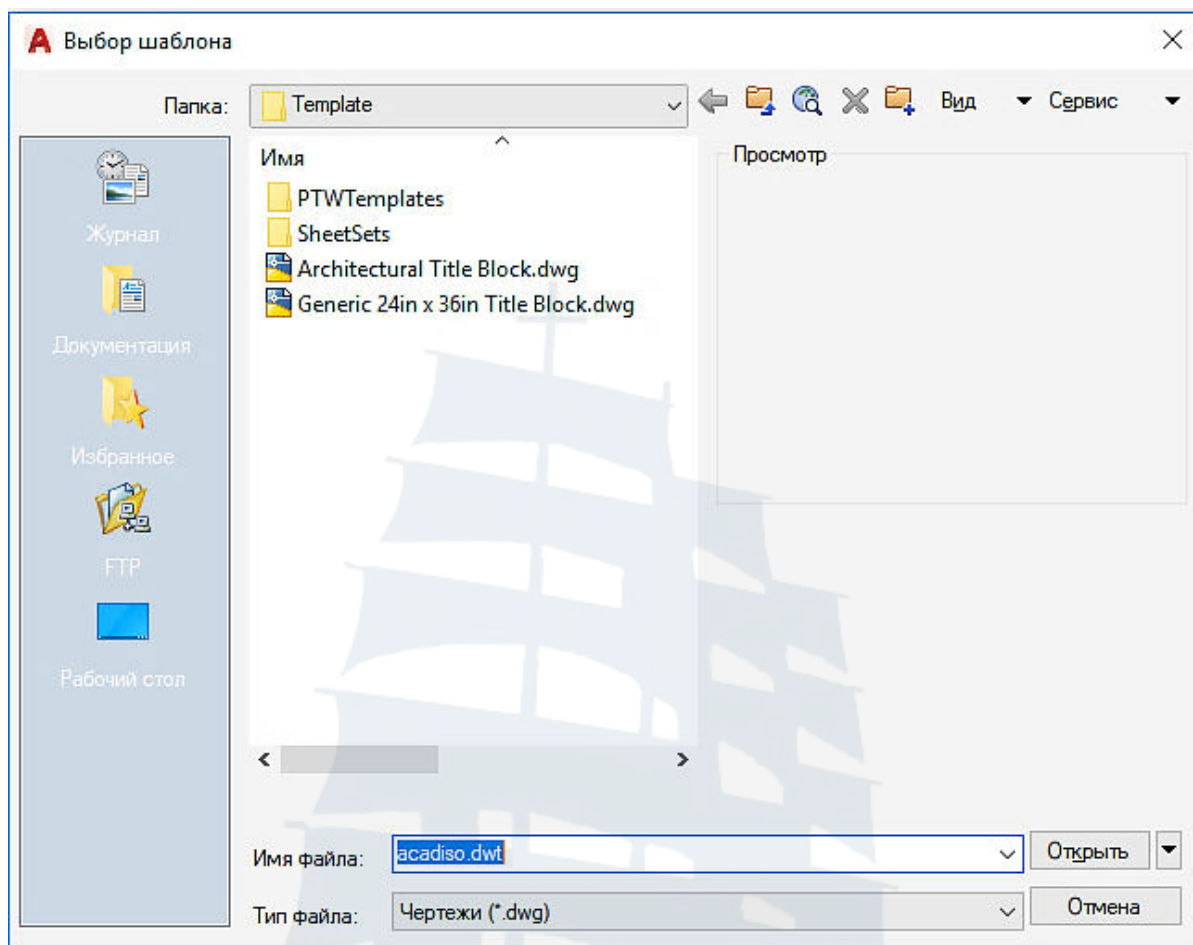 Выбор шаблона
Папка: Template Вид Сервис
Имя
Просмотр
PTWTemplates
SheetSets
Architectural Title Block.dwg
Generic 24in x 36in Title Block.dwg
Журнал
Документация
Избранное
FTP
Рабочий стол
Имя файла: acadiso.dwt Открыть
Тип файла: Чертежи (*.dwg) Отмена